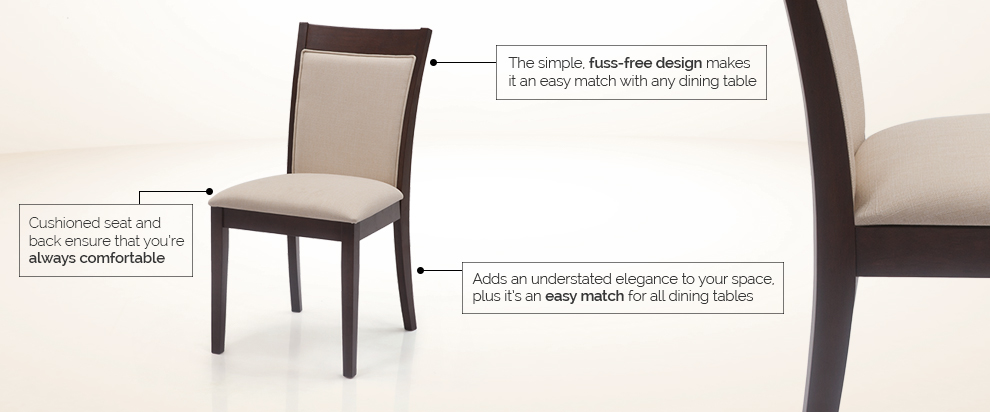 The simple, fuss-free design makes
it an easy match with any dining table
Cushioned seat and
back ensure that you're
always comfortable
Adds an understated elegance to your space,
plus it's an easy match for all dining tables